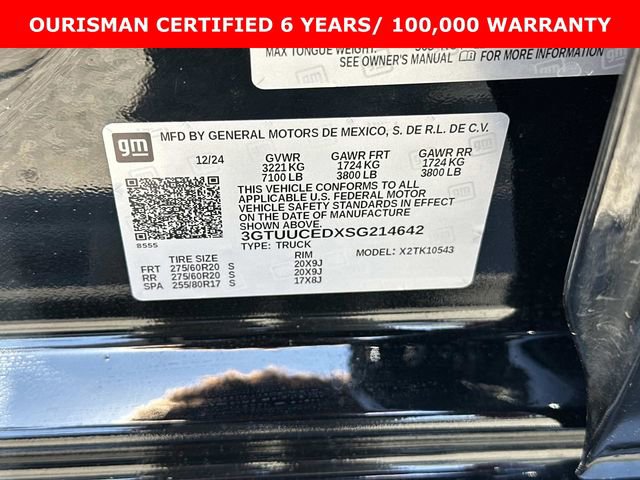 OURISMAN CERTIFIED 6 YEARS/ 100,000 WARRANTY
MAX TONGUE WEIGHT:
SEE OWNER'S MANUAL FOR MORE INFORMATION
gm
MFD BY GENERAL MOTORS DE MEXICO, S. DE R.L. DE C.V.
12/24 GVWR GAWR FRT GAWR RR
3221 KG 1724 KG 1724 KG
7100 LB 3800 LB 3800 LB
THIS VEHICLE CONFORMS TO ALL
APPLICABLE U.S. FEDERAL MOTOR
VEHICLE SAFETY STANDARDS IN EFFECT
ON THE DATE OF MANUFACTURE
SHOWN ABOVE.
3GTUUCEDXSG214642
8555 TYPE: TRUCK MODEL: X2TK10543
TIRE SIZE RIM
FRT 275/60R20 S 20X9J
RR 275/60R20 S 20X9J
SPA 255/80R17 S 17X8J